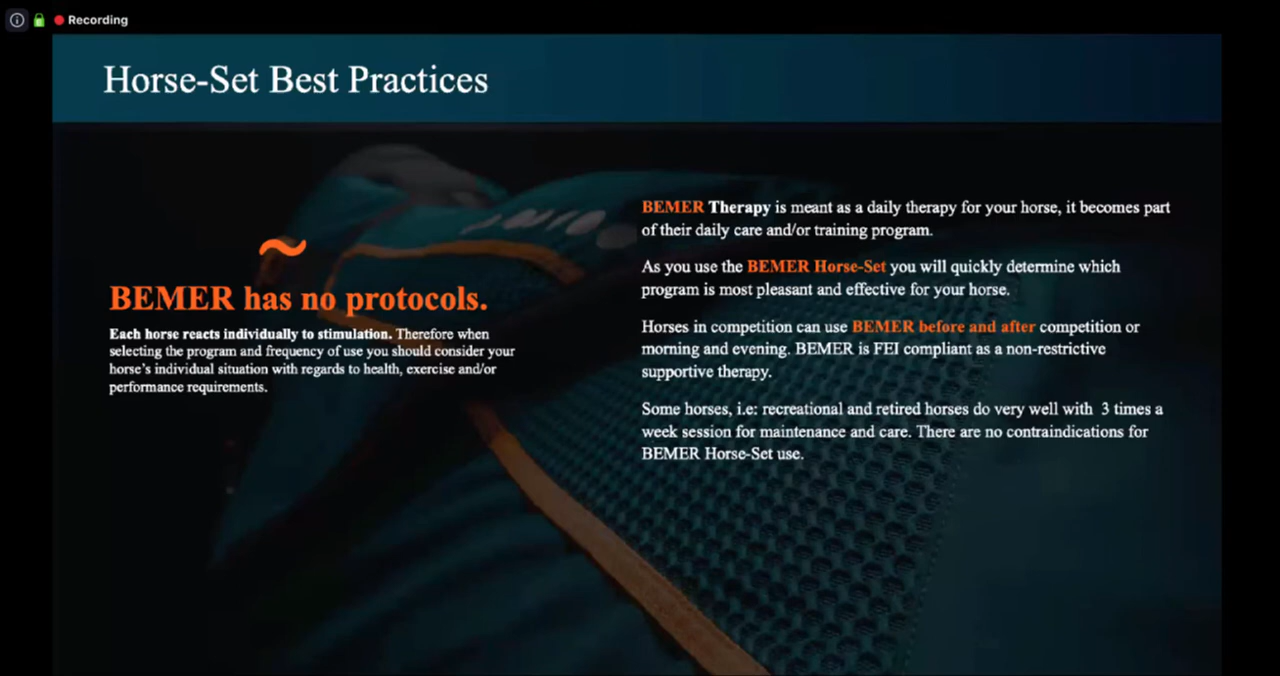 Recording
Horse-Set Best Practices
BEMER has no protocols.
Each horse reacts individually to stimulation. Therefore when
selecting the program and frequency of use you should consider your
horse's individual situation with regards to health, exercise and/or
performance requirements.
BEMER Therapy is meant as a daily therapy for your horse, it becomes part
of their daily care and/or training program.
As you use the BEMER Horse-Set you will quickly determine which
program is most pleasant and effective for your horse.
Horses in competition can use BEMER before and after competition or
morning and evening. BEMER is FEI compliant as a non-restrictive
supportive therapy.
Some horses, i.e: recreational and retired horses do very well with 3 times a
week session for maintenance and care. There are no contraindications for
BEMER Horse-Set use.